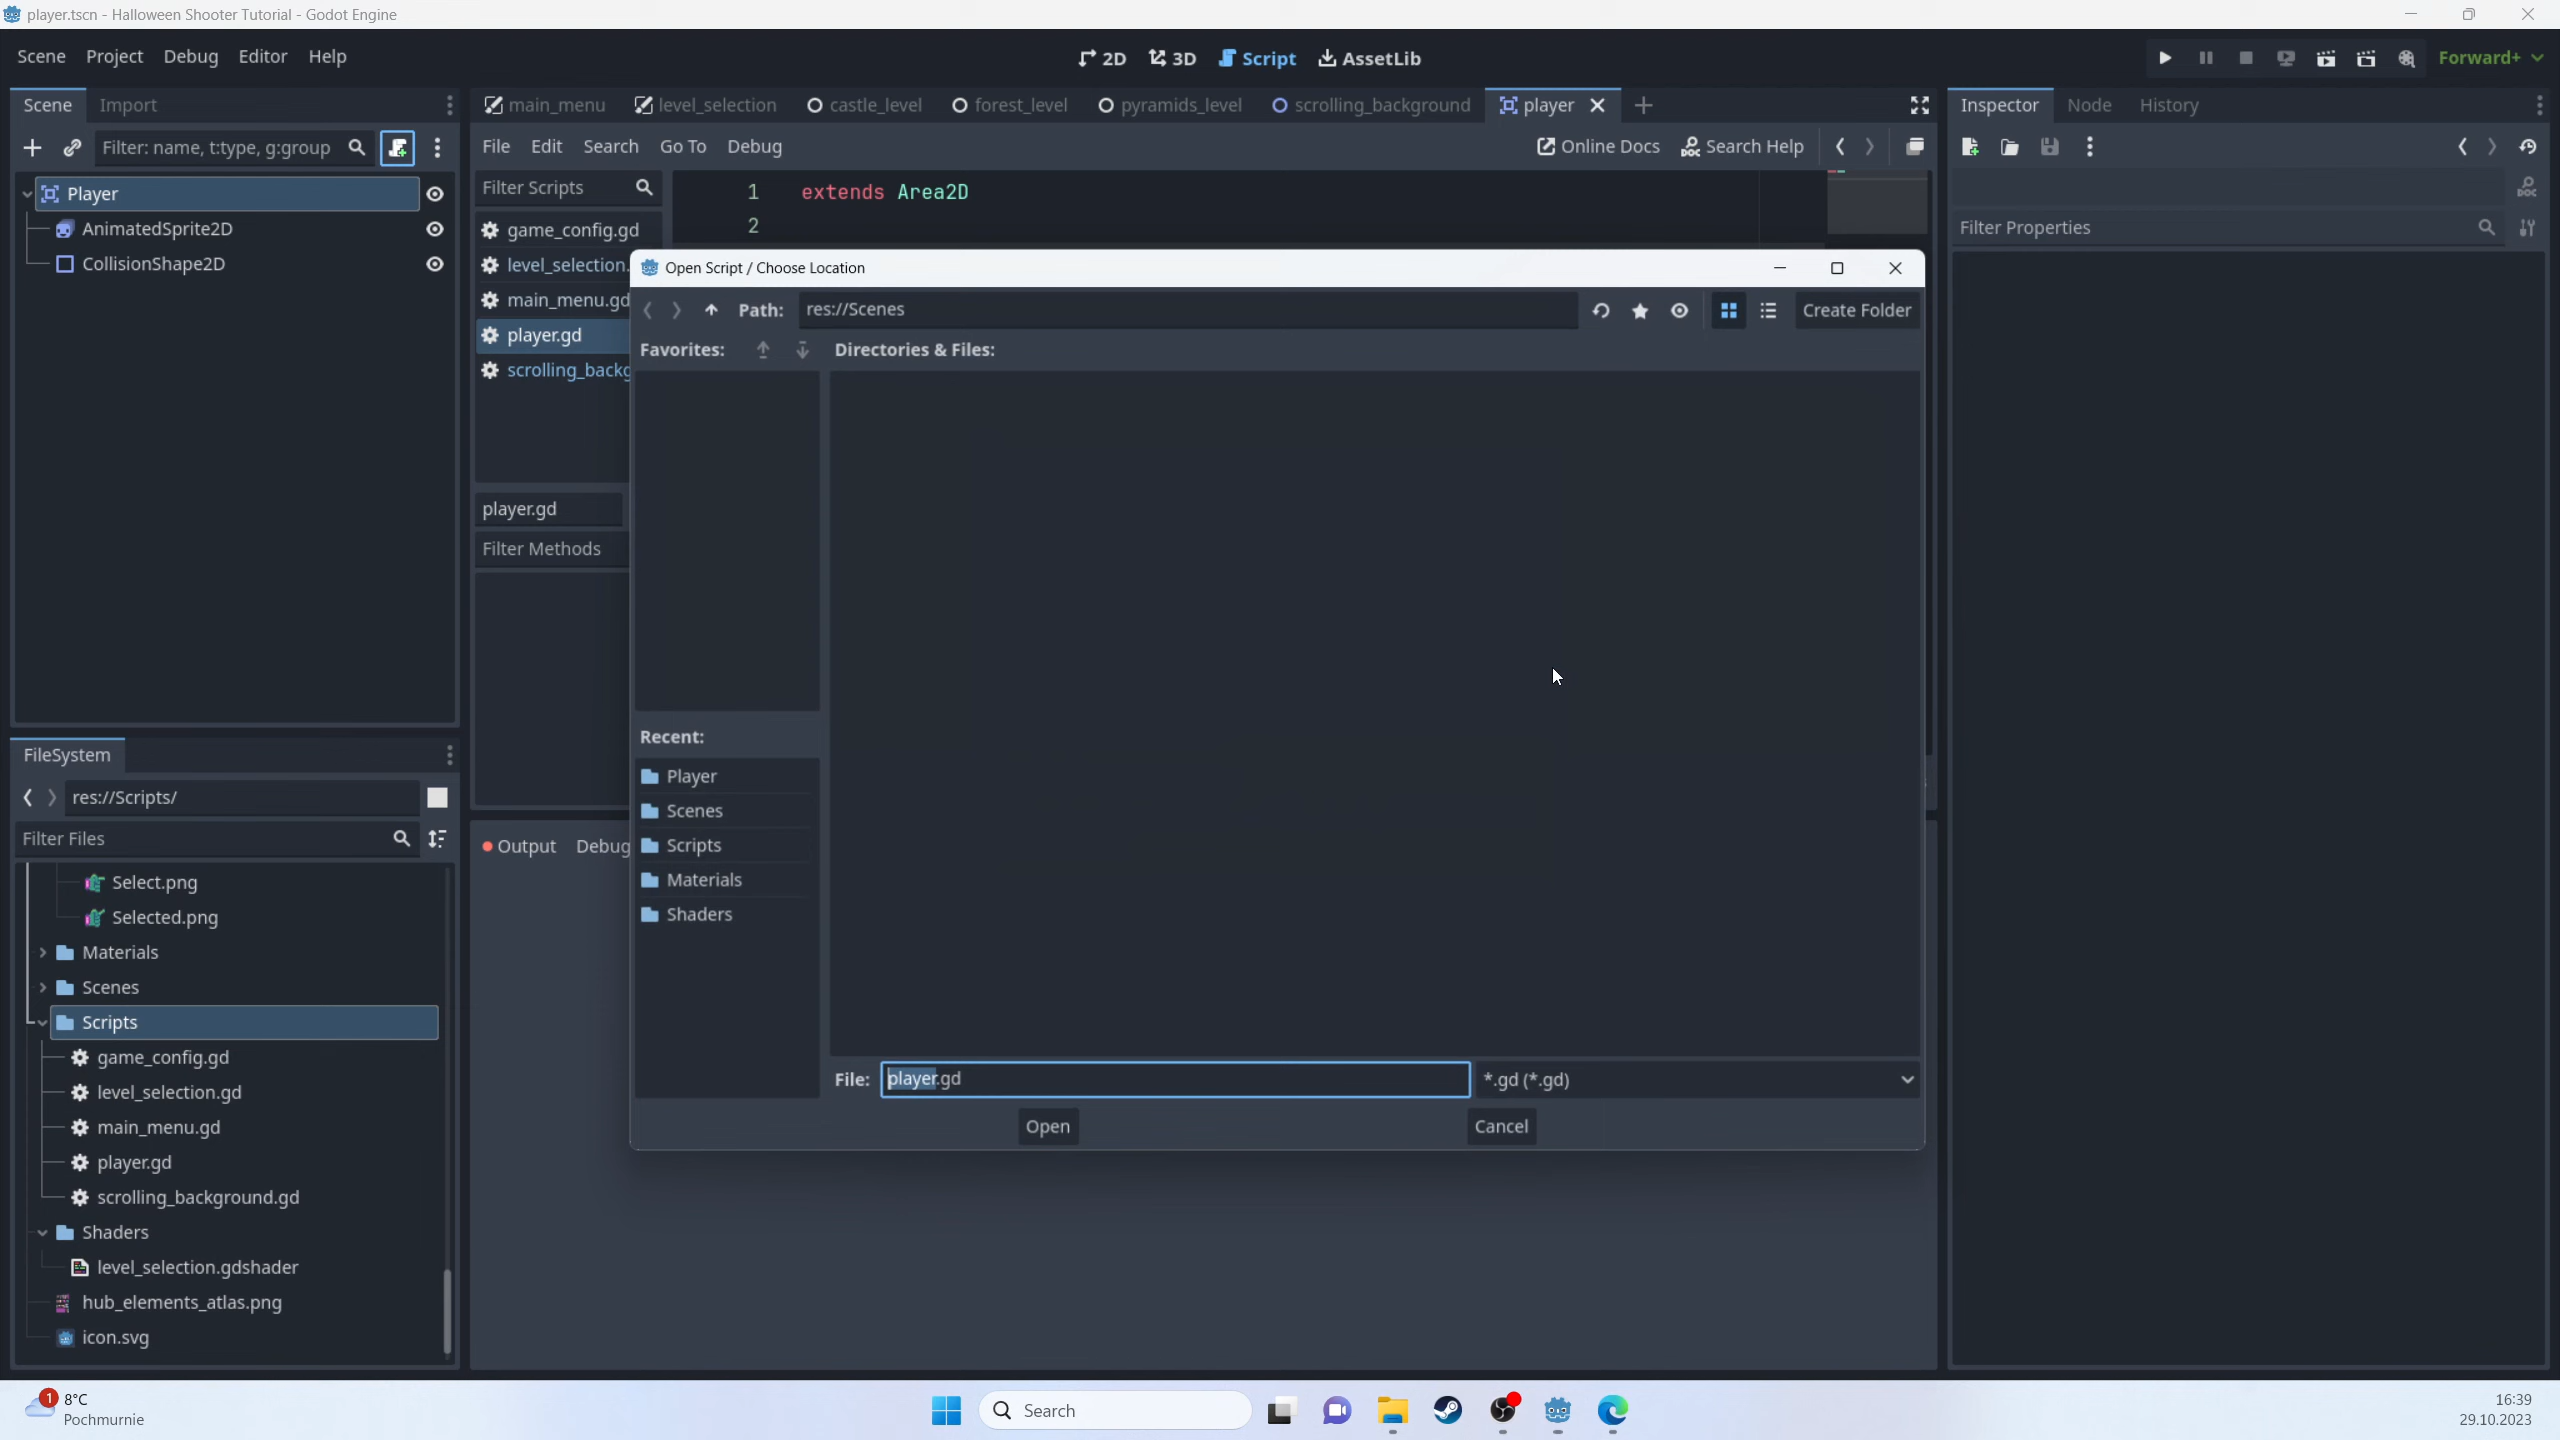 player.tscn - Halloween Shooter Tutorial - Godot Engine
Scene Project Debug Editor Help
2D 3D Script AssetLib
Forward+
Scene Import
main_menu level_selection castle_level forest_level pyramids_level scrolling_background player
Inspector Node History
Filter: name, t:type, g:group
File Edit Search Go To Debug
Online Docs Search Help
Player
AnimatedSprite2D
CollisionShape2D
Filter Scripts
game_config.gd
level_selection.
main_menu.gd
player.gd
scrolling_backg
player.gd
Filter Methods
1 extends Area2D
2
Filter Properties
Open Script / Choose Location
Path: res://Scenes
Create Folder
Favorites:
Directories & Files:
Recent:
Player
Scenes
Scripts
Materials
Shaders
File: player.gd
*.gd (*.gd)
Open Cancel
Output Debug
FileSystem
res://Scripts/
Filter Files
Select.png
Selected.png
Materials
Scenes
Scripts
game_config.gd
level_selection.gd
main_menu.gd
player.gd
scrolling_background.gd
Shaders
level_selection.gdshader
hub_elements_atlas.png
icon.svg
1
8°C
Pochmurnie
Search
16:39
29.10.2023